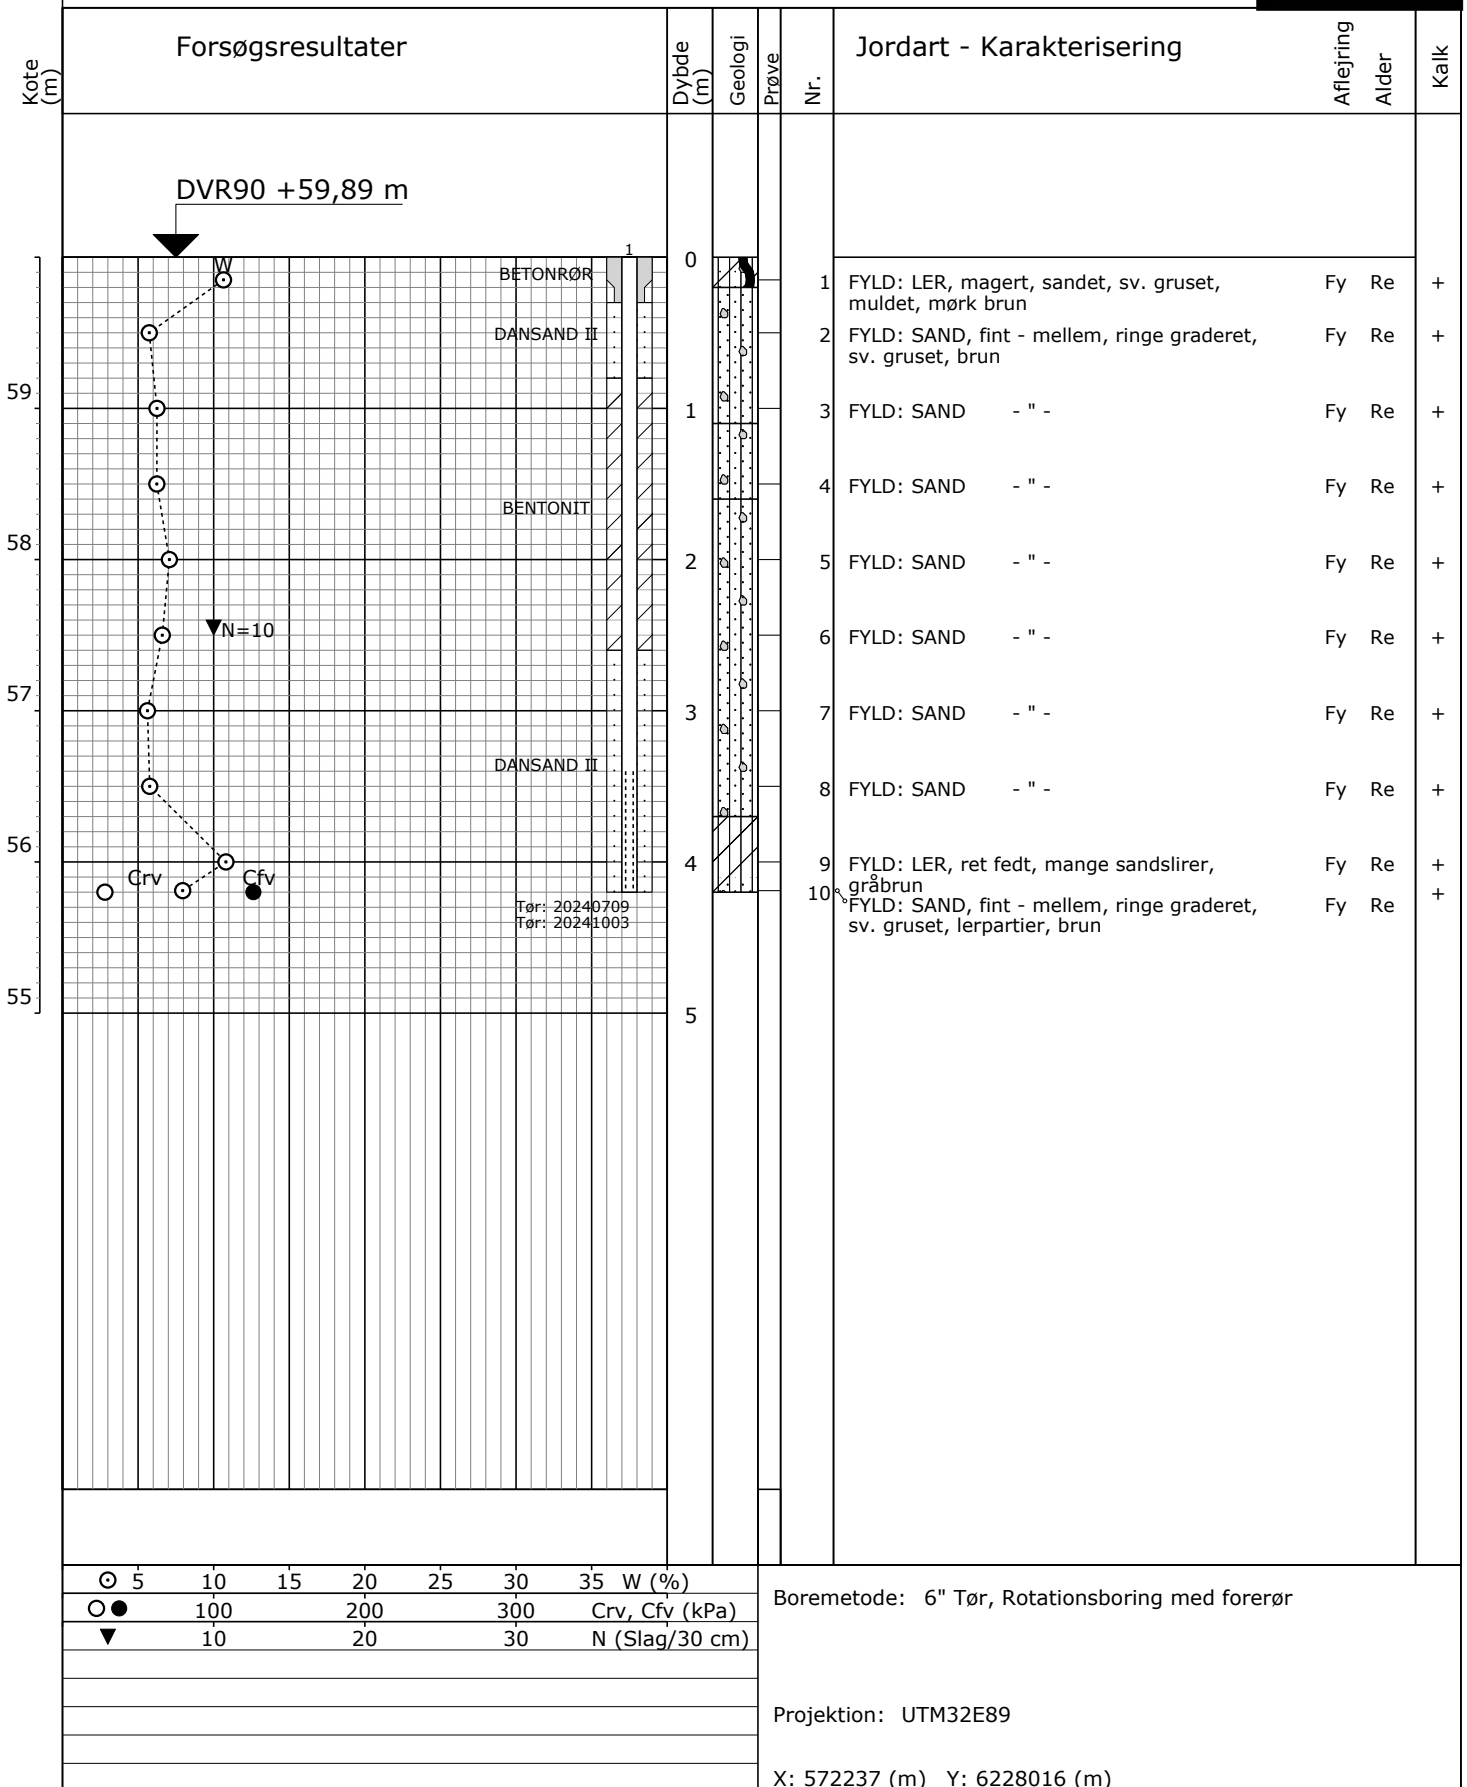 Kote (m)
Forsøgsresultater
Dybde (m)
Geologi
Prøve
Nr.
Jordart - Karakterisering
Aflejring
Alder
Kalk
DVR90 +59,89 m
W
1
BETONRØR
0
1 FYLD: LER, magert, sandet, sv. gruset, Fy Re +
muldet, mørk brun
DANSAND II
2 FYLD: SAND, fint - mellem, ringe graderet, Fy Re +
sv. gruset, brun
59
1
3 FYLD: SAND - " - Fy Re +
4 FYLD: SAND - " - Fy Re +
BENTONIT
58
2
5 FYLD: SAND - " - Fy Re +
N=10
6 FYLD: SAND - " - Fy Re +
57
3
7 FYLD: SAND - " - Fy Re +
DANSAND II
8 FYLD: SAND - " - Fy Re +
56
4
9 FYLD: LER, ret fedt, mange sandslirer, Fy Re +
gråbrun
Crv
Cfv
10 FYLD: SAND, fint - mellem, ringe graderet, Fy Re +
sv. gruset, lerpartier, brun
Tør: 20240709
Tør: 20241003
55
5
5 10 15 20 25 30 35 W (%)
100 200 300 Crv, Cfv (kPa)
10 20 30 N (Slag/30 cm)
Boremetode: 6" Tør, Rotationsboring med forerør
Projektion: UTM32E89
X: 572237 (m) Y: 6228016 (m)